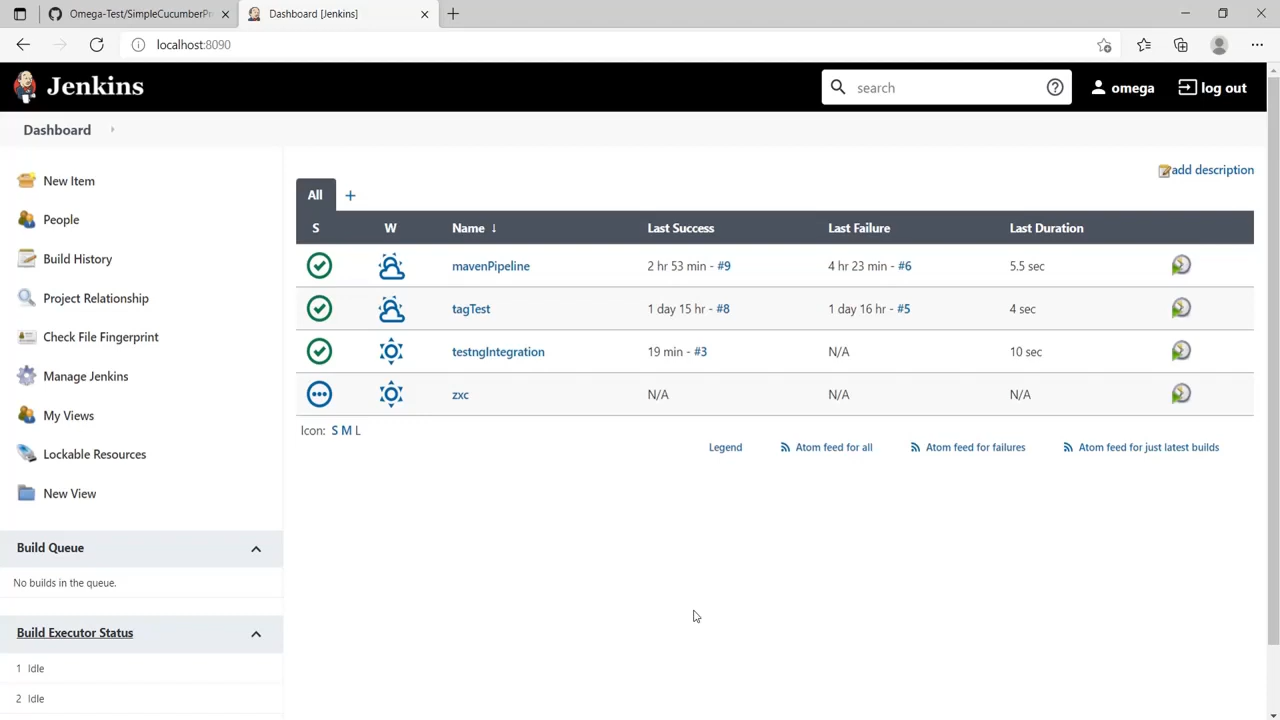 Omega-Test/SimpleCucumberPr
Dashboard [Jenkins]
localhost:8090
Jenkins
search
omega
log out
Dashboard
New Item
People
Build History
Project Relationship
Check File Fingerprint
Manage Jenkins
My Views
Lockable Resources
New View
Build Queue
No builds in the queue.
Build Executor Status
1 Idle
2 Idle
add description
All +
S W Name ↓ Last Success Last Failure Last Duration
mavenPipeline 2 hr 53 min - #9 4 hr 23 min - #6 5.5 sec
tagTest 1 day 15 hr - #8 1 day 16 hr - #5 4 sec
testngIntegration 19 min - #3 N/A 10 sec
zxc N/A N/A N/A
Icon: S M L
Legend Atom feed for all Atom feed for failures Atom feed for just latest builds